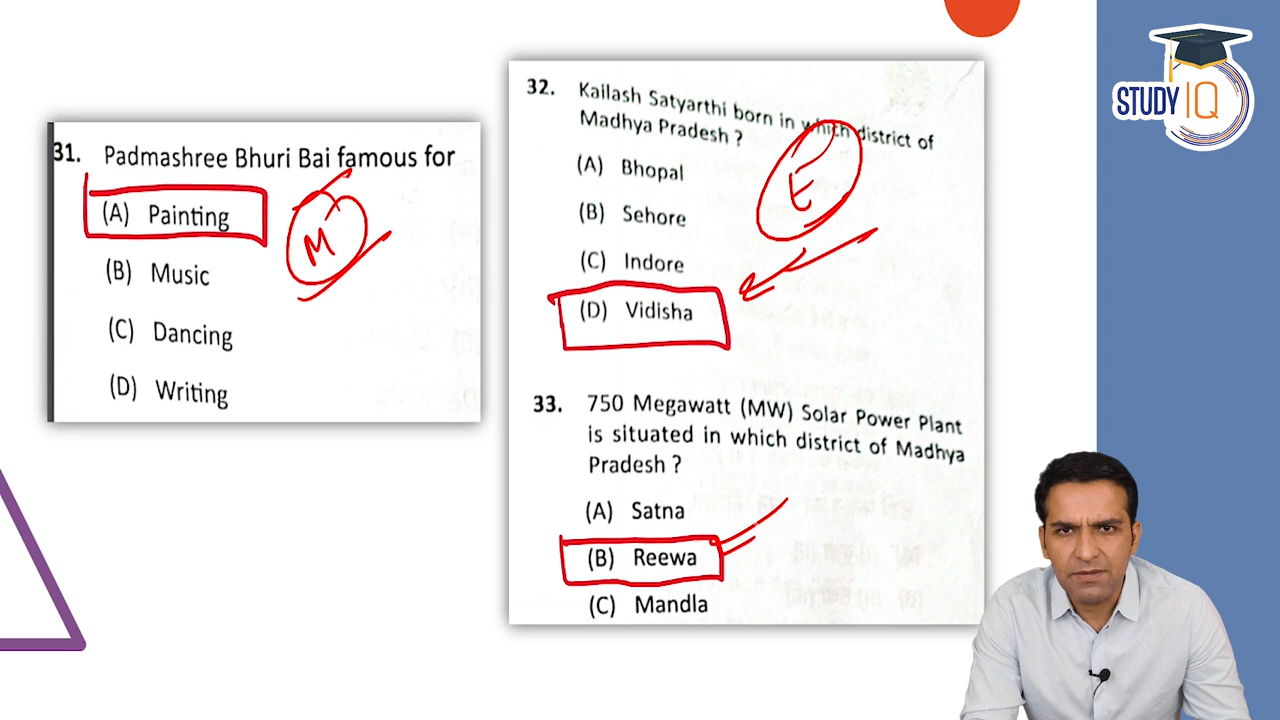 31. Padmashree Bhuri Bai famous for
(A) Painting
M
(B) Music
(C) Dancing
(D) Writing
32. Kailash Satyarthi born in which district of
Madhya Pradesh ?
(A) Bhopal
E
(B) Sehore
(C) Indore
(D) Vidisha
33. 750 Megawatt (MW) Solar Power Plant
is situated in which district of Madhya
Pradesh ?
(A) Satna
(B) Reewa
(C) Mandla
STUDY IQ